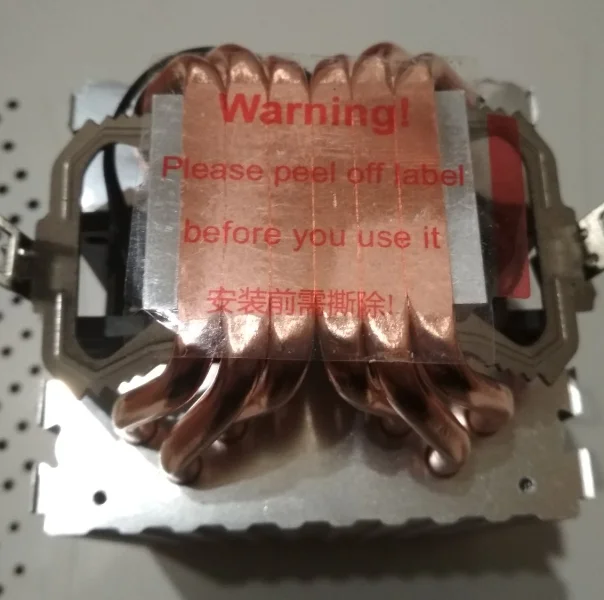 Warning!
Please peel off label
before you use it
安装前需撕除!